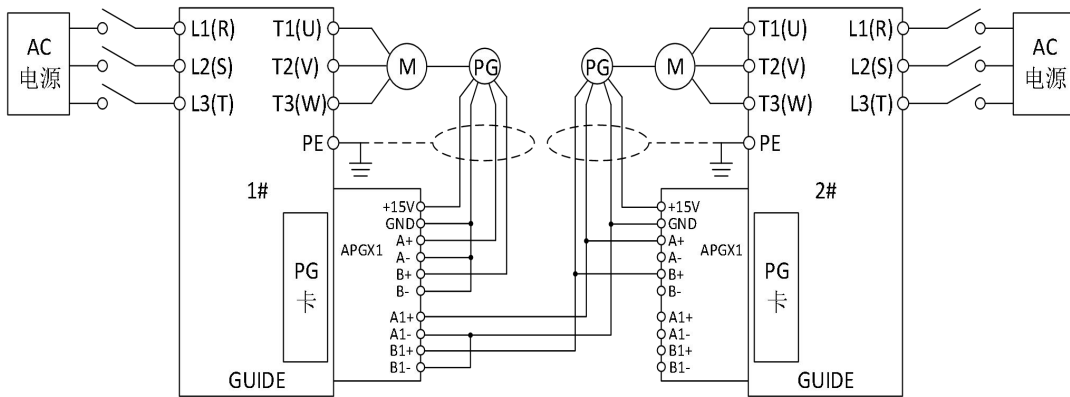 AC
电源
L1(R)
L2(S)
L3(T)
T1(U)
T2(V)
T3(W)
PE
M
PG
1#
PG
卡
APGX1
+15V
GND
A+
A-
B+
B-
A1+
A1-
B1+
B1-
GUIDE
PG
M
T1(U)
T2(V)
T3(W)
PE
L1(R)
L2(S)
L3(T)
AC
电源
2#
+15V
GND
A+
A-
B+
B-
A1+
A1-
B1+
B1-
APGX1
PG
卡
GUIDE